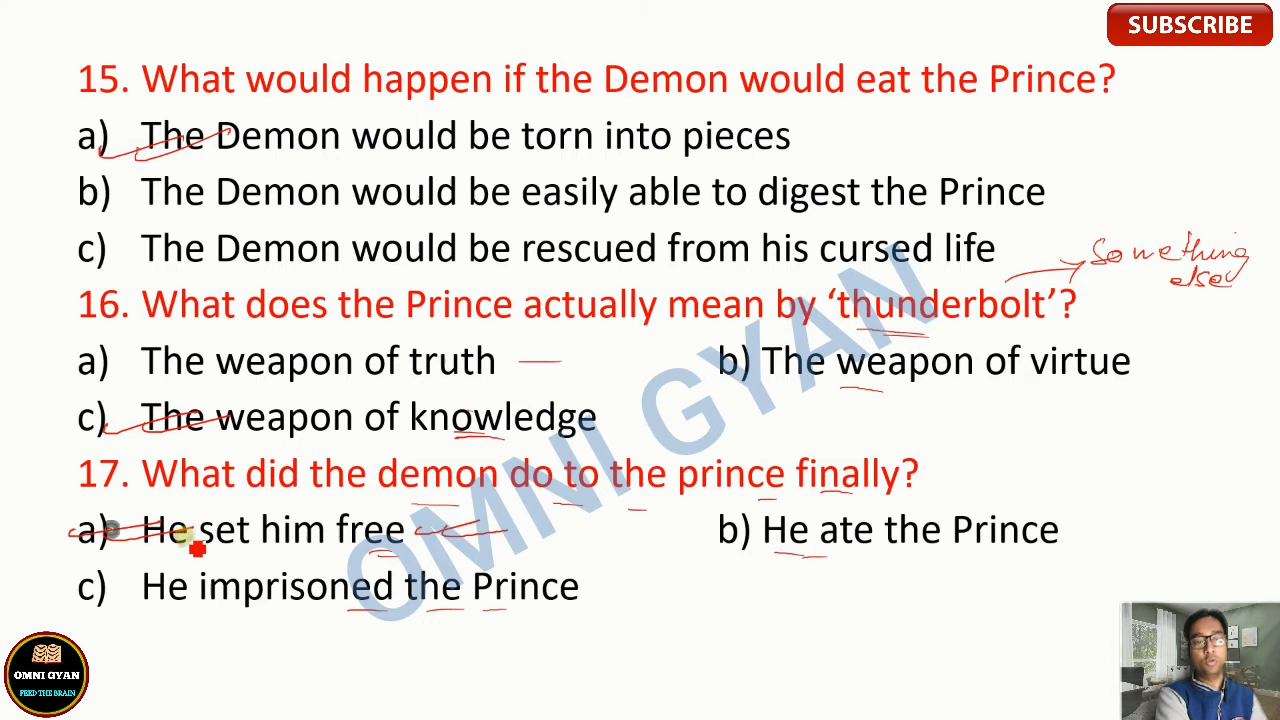 SUBSCRIBE
15. What would happen if the Demon would eat the Prince?
a) The Demon would be torn into pieces
b) The Demon would be easily able to digest the Prince
c) The Demon would be rescued from his cursed life
Something
else
16. What does the Prince actually mean by ‘thunderbolt’?
a) The weapon of truth b) The weapon of virtue
c) The weapon of knowledge
17. What did the demon do to the prince finally?
a) He set him free b) He ate the Prince
c) He imprisoned the Prince
OMNI GYAN
OMNI GYAN
FEED THE BRAIN